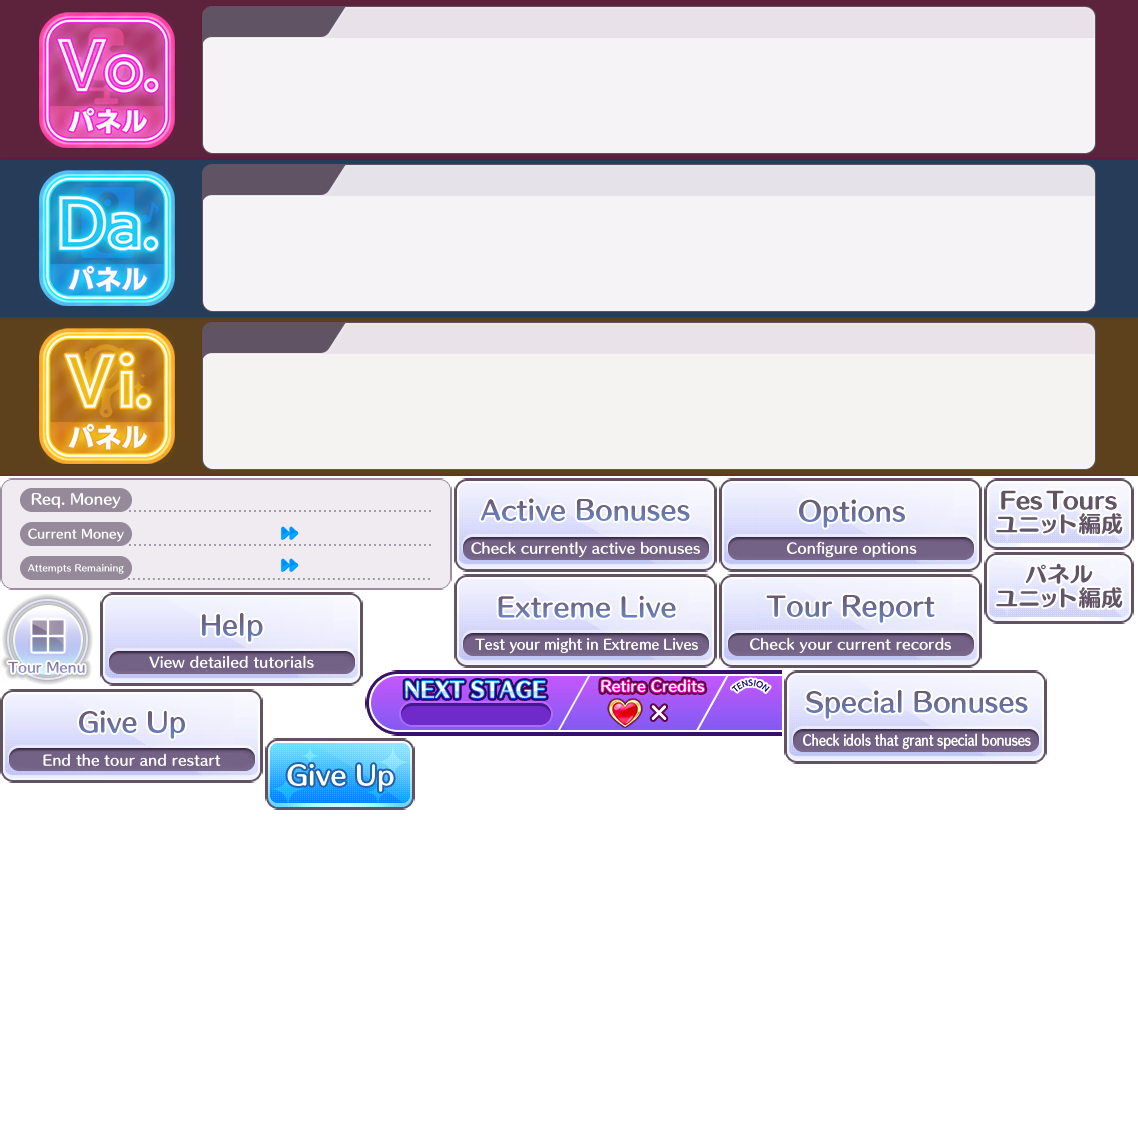 Vo.
パネル
Da.
パネル
Vi.
パネル
Req. Money
Current Money
Attempts Remaining
Active Bonuses
Check currently active bonuses
Options
Configure options
Fes Tours
ユニット編成
パネル
ユニット編成
Extreme Live
Test your might in Extreme Lives
Tour Report
Check your current records
Tour Menu
Help
View detailed tutorials
NEXT STAGE
Retire Credits
×
TENSION
Special Bonuses
Check idols that grant special bonuses
Give Up
End the tour and restart
Give Up